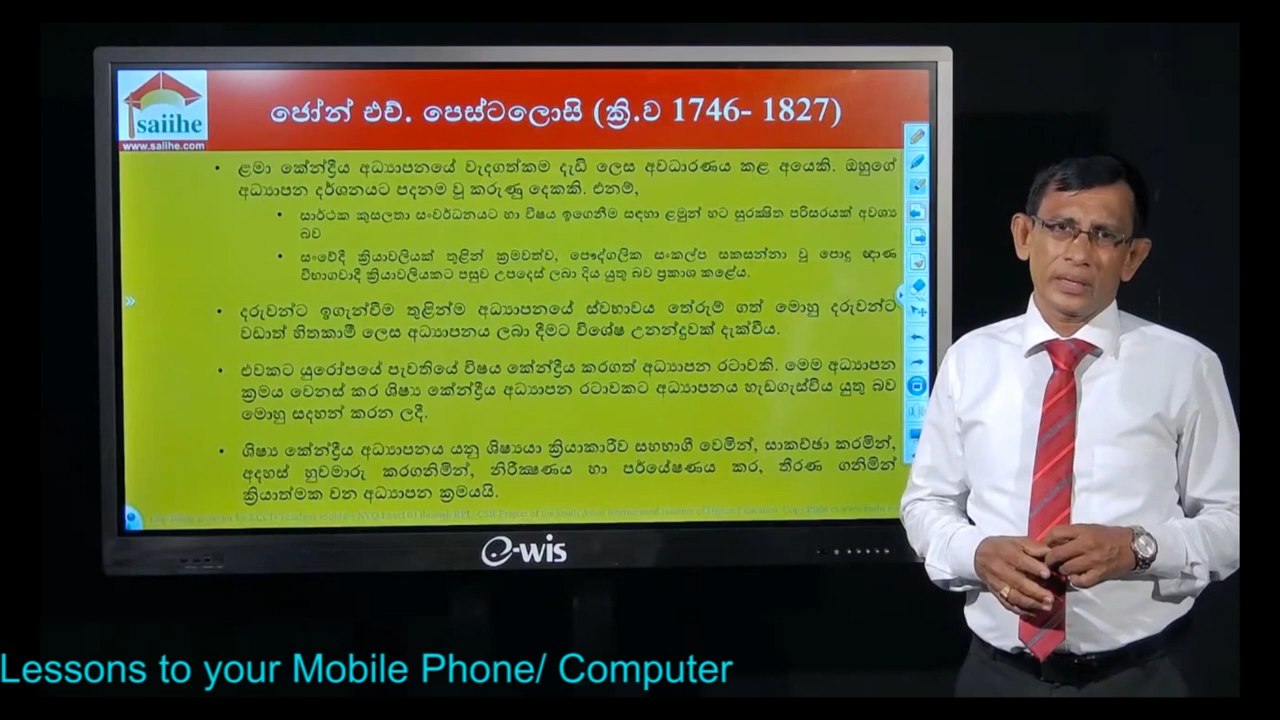 saiihe
www.saiihe.com
ජෝන් එච්. පෙස්ටලොසි (ක්‍රි.ව 1746- 1827)
• ළමා කේන්ද්‍රීය අධ්‍යාපනයේ වැදගත්කම දැඩි ලෙස අවධාරණය කළ අයෙකි. ඔහුගේ
අධ්‍යාපන දර්ශනයට පදනම වූ කරුණු දෙකකි. එනම්,
• සාර්ථක කුසලතා සංවර්ධනයට හා විෂය ඉගෙනීම සඳහා ළමුන් හට සුරක්‍ෂිත පරිසරයක් අවශ්‍ය
බව
• සංවේදී ක්‍රියාවලියක් තුළින් ක්‍රමවත්ව, පෞද්ගලික සංකල්ප සකසන්නා වූ පොදු ඥාණ
විභාගවාදී ක්‍රියාවලියකට පසුව උපදෙස් ලබා දිය යුතු බව ප්‍රකාශ කළේය.
• දරුවන්ට ඉගැන්වීම තුළින්ම අධ්‍යාපනයේ ස්වභාවය තේරුම් ගත් මොහු දරුවන්ට
වඩාත් හිතකාමී ලෙස අධ්‍යාපනය ලබා දීමට විශේෂ උනන්දුවක් දැක්වීය.
• එවකට යුරෝපයේ පැවතියේ විෂය කේන්ද්‍රීය කරගත් අධ්‍යාපන රටාවකි. මෙම අධ්‍යාපන
ක්‍රමය වෙනස් කර ශිෂ්‍ය කේන්ද්‍රීය අධ්‍යාපන රටාවකට අධ්‍යාපනය හැඩගැස්විය යුතු බව
මොහු සඳහන් කරන ලදී.
• ශිෂ්‍ය කේන්ද්‍රීය අධ්‍යාපනය යනු ශිෂ්‍යයා ක්‍රියාකාරීව සහභාගී වෙමින්, සාකච්ඡා කරමින්,
අදහස් හුවමාරු කරගනිමින්, නිරීක්‍ෂණය හා පර්යේෂණය කර, තීරණ ගනිමින්
ක්‍රියාත්මක වන අධ්‍යාපන ක්‍රමයයි.
e-wis
Lessons to your Mobile Phone/ Computer